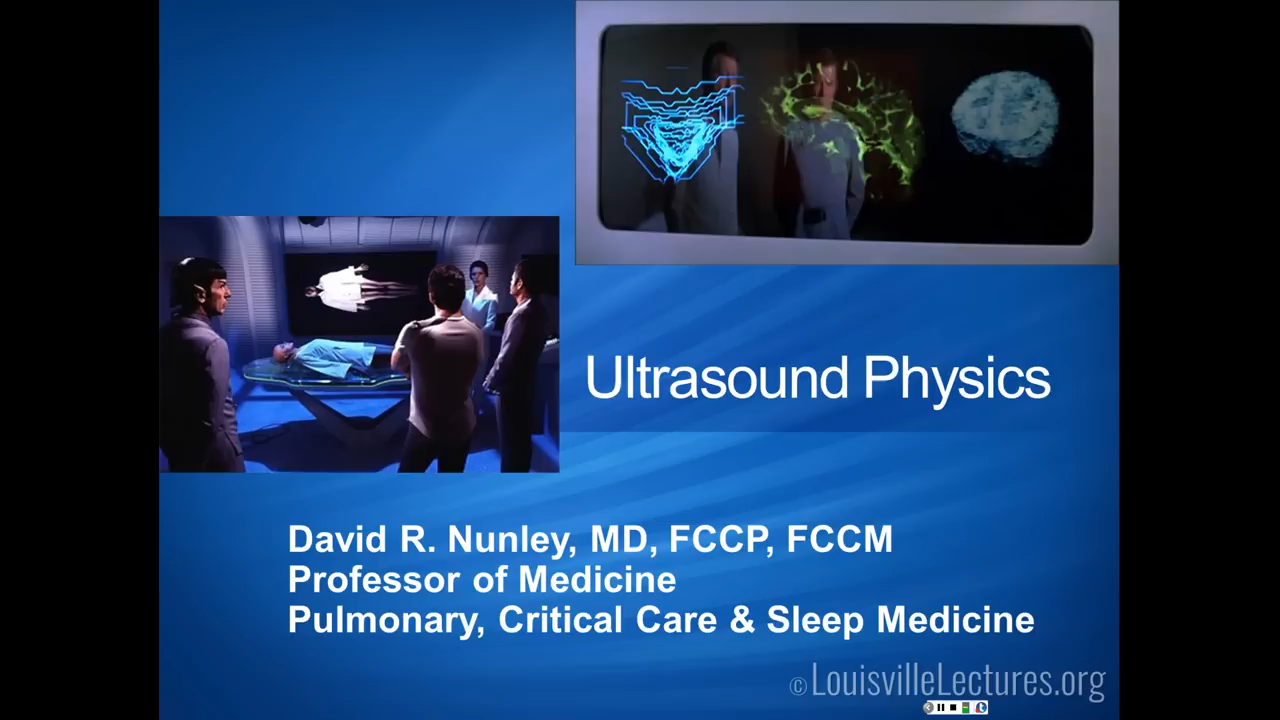 Ultrasound Physics
David R. Nunley, MD, FCCP, FCCM
Professor of Medicine
Pulmonary, Critical Care & Sleep Medicine
© LouisvilleLectures.org